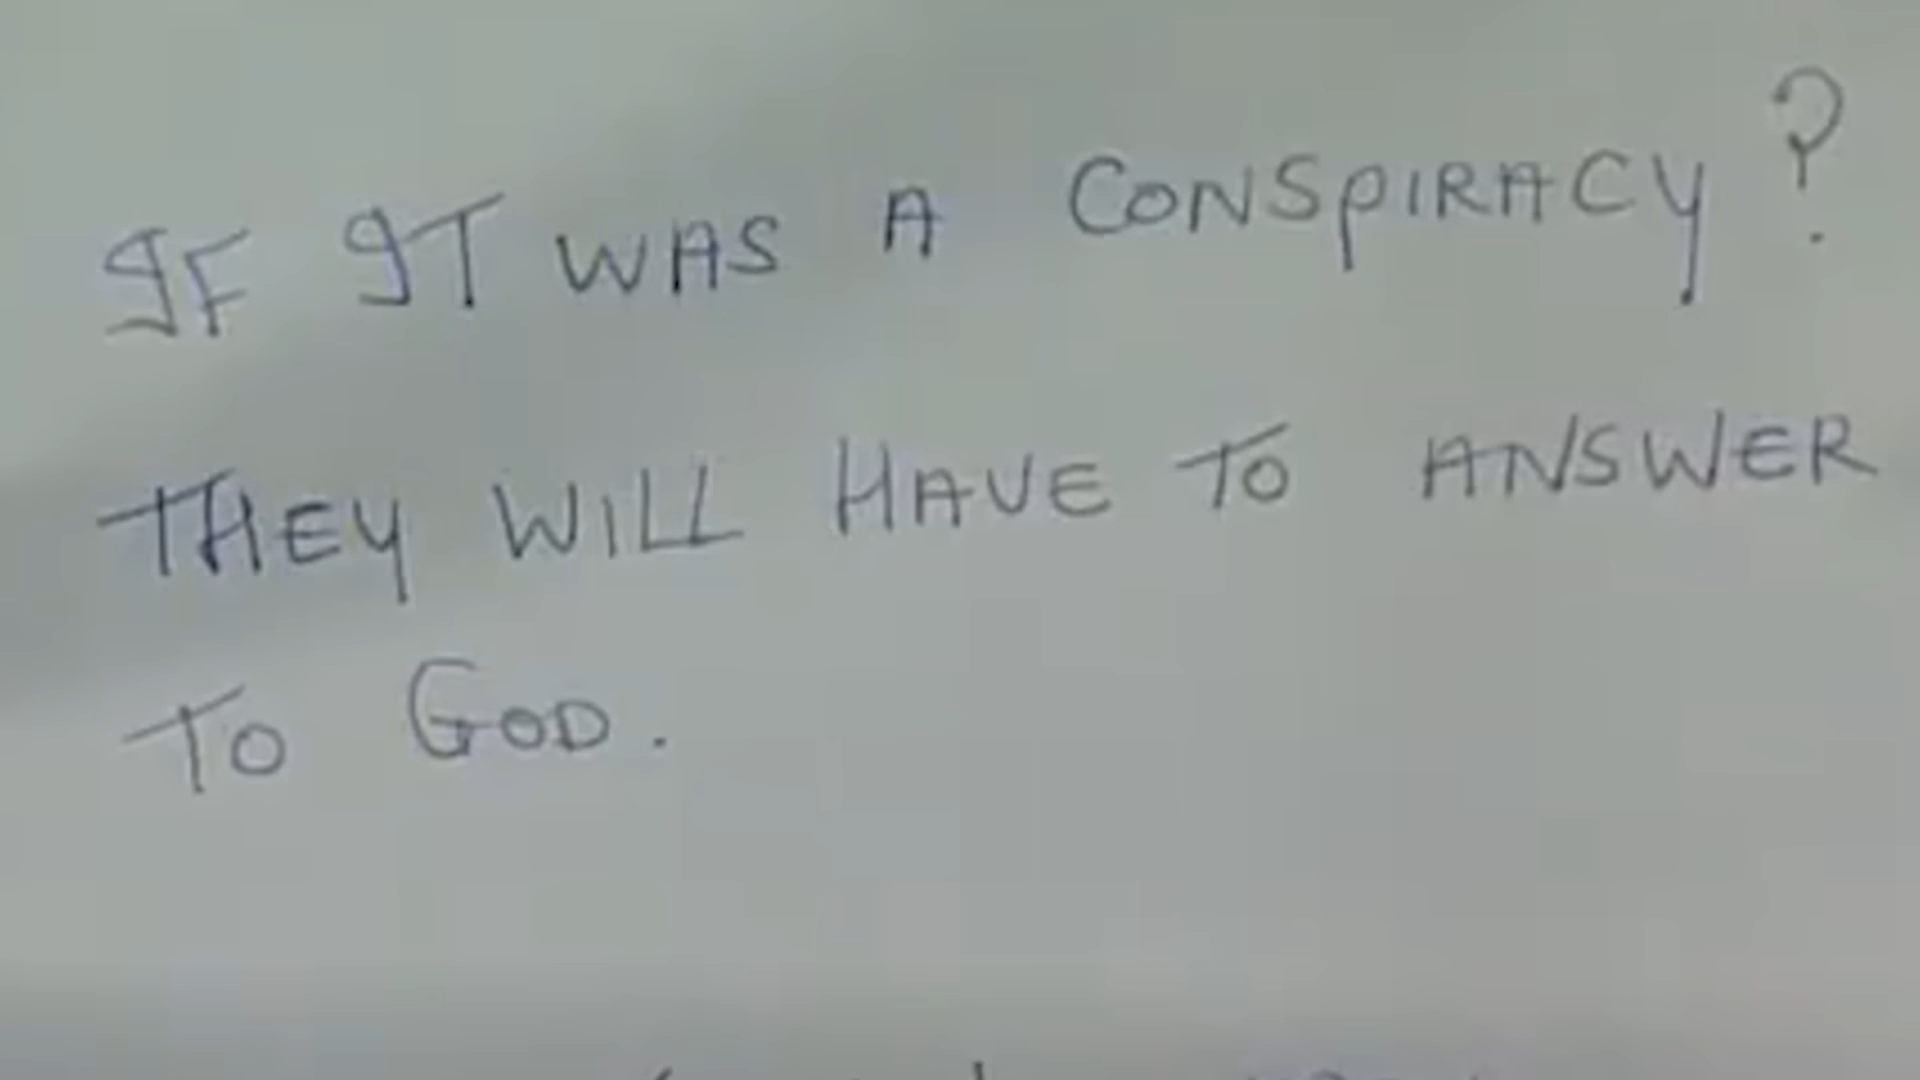 IF IT WAS A CONSPIRACY?
THEY WILL HAVE TO ANSWER
TO GOD.